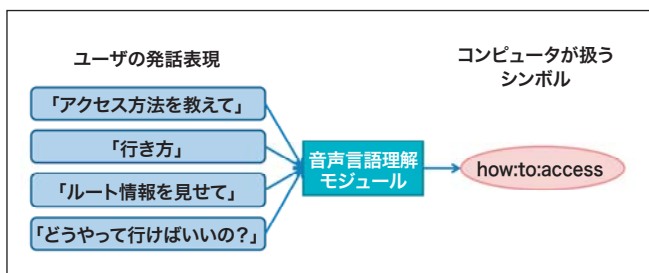 ユーザの発話表現
コンピュータが扱う
シンボル
「アクセス方法を教えて」
「行き方」
「ルート情報を見せて」
「どうやって行けばいいの?」
音声言語理解
モジュール
how:to:access